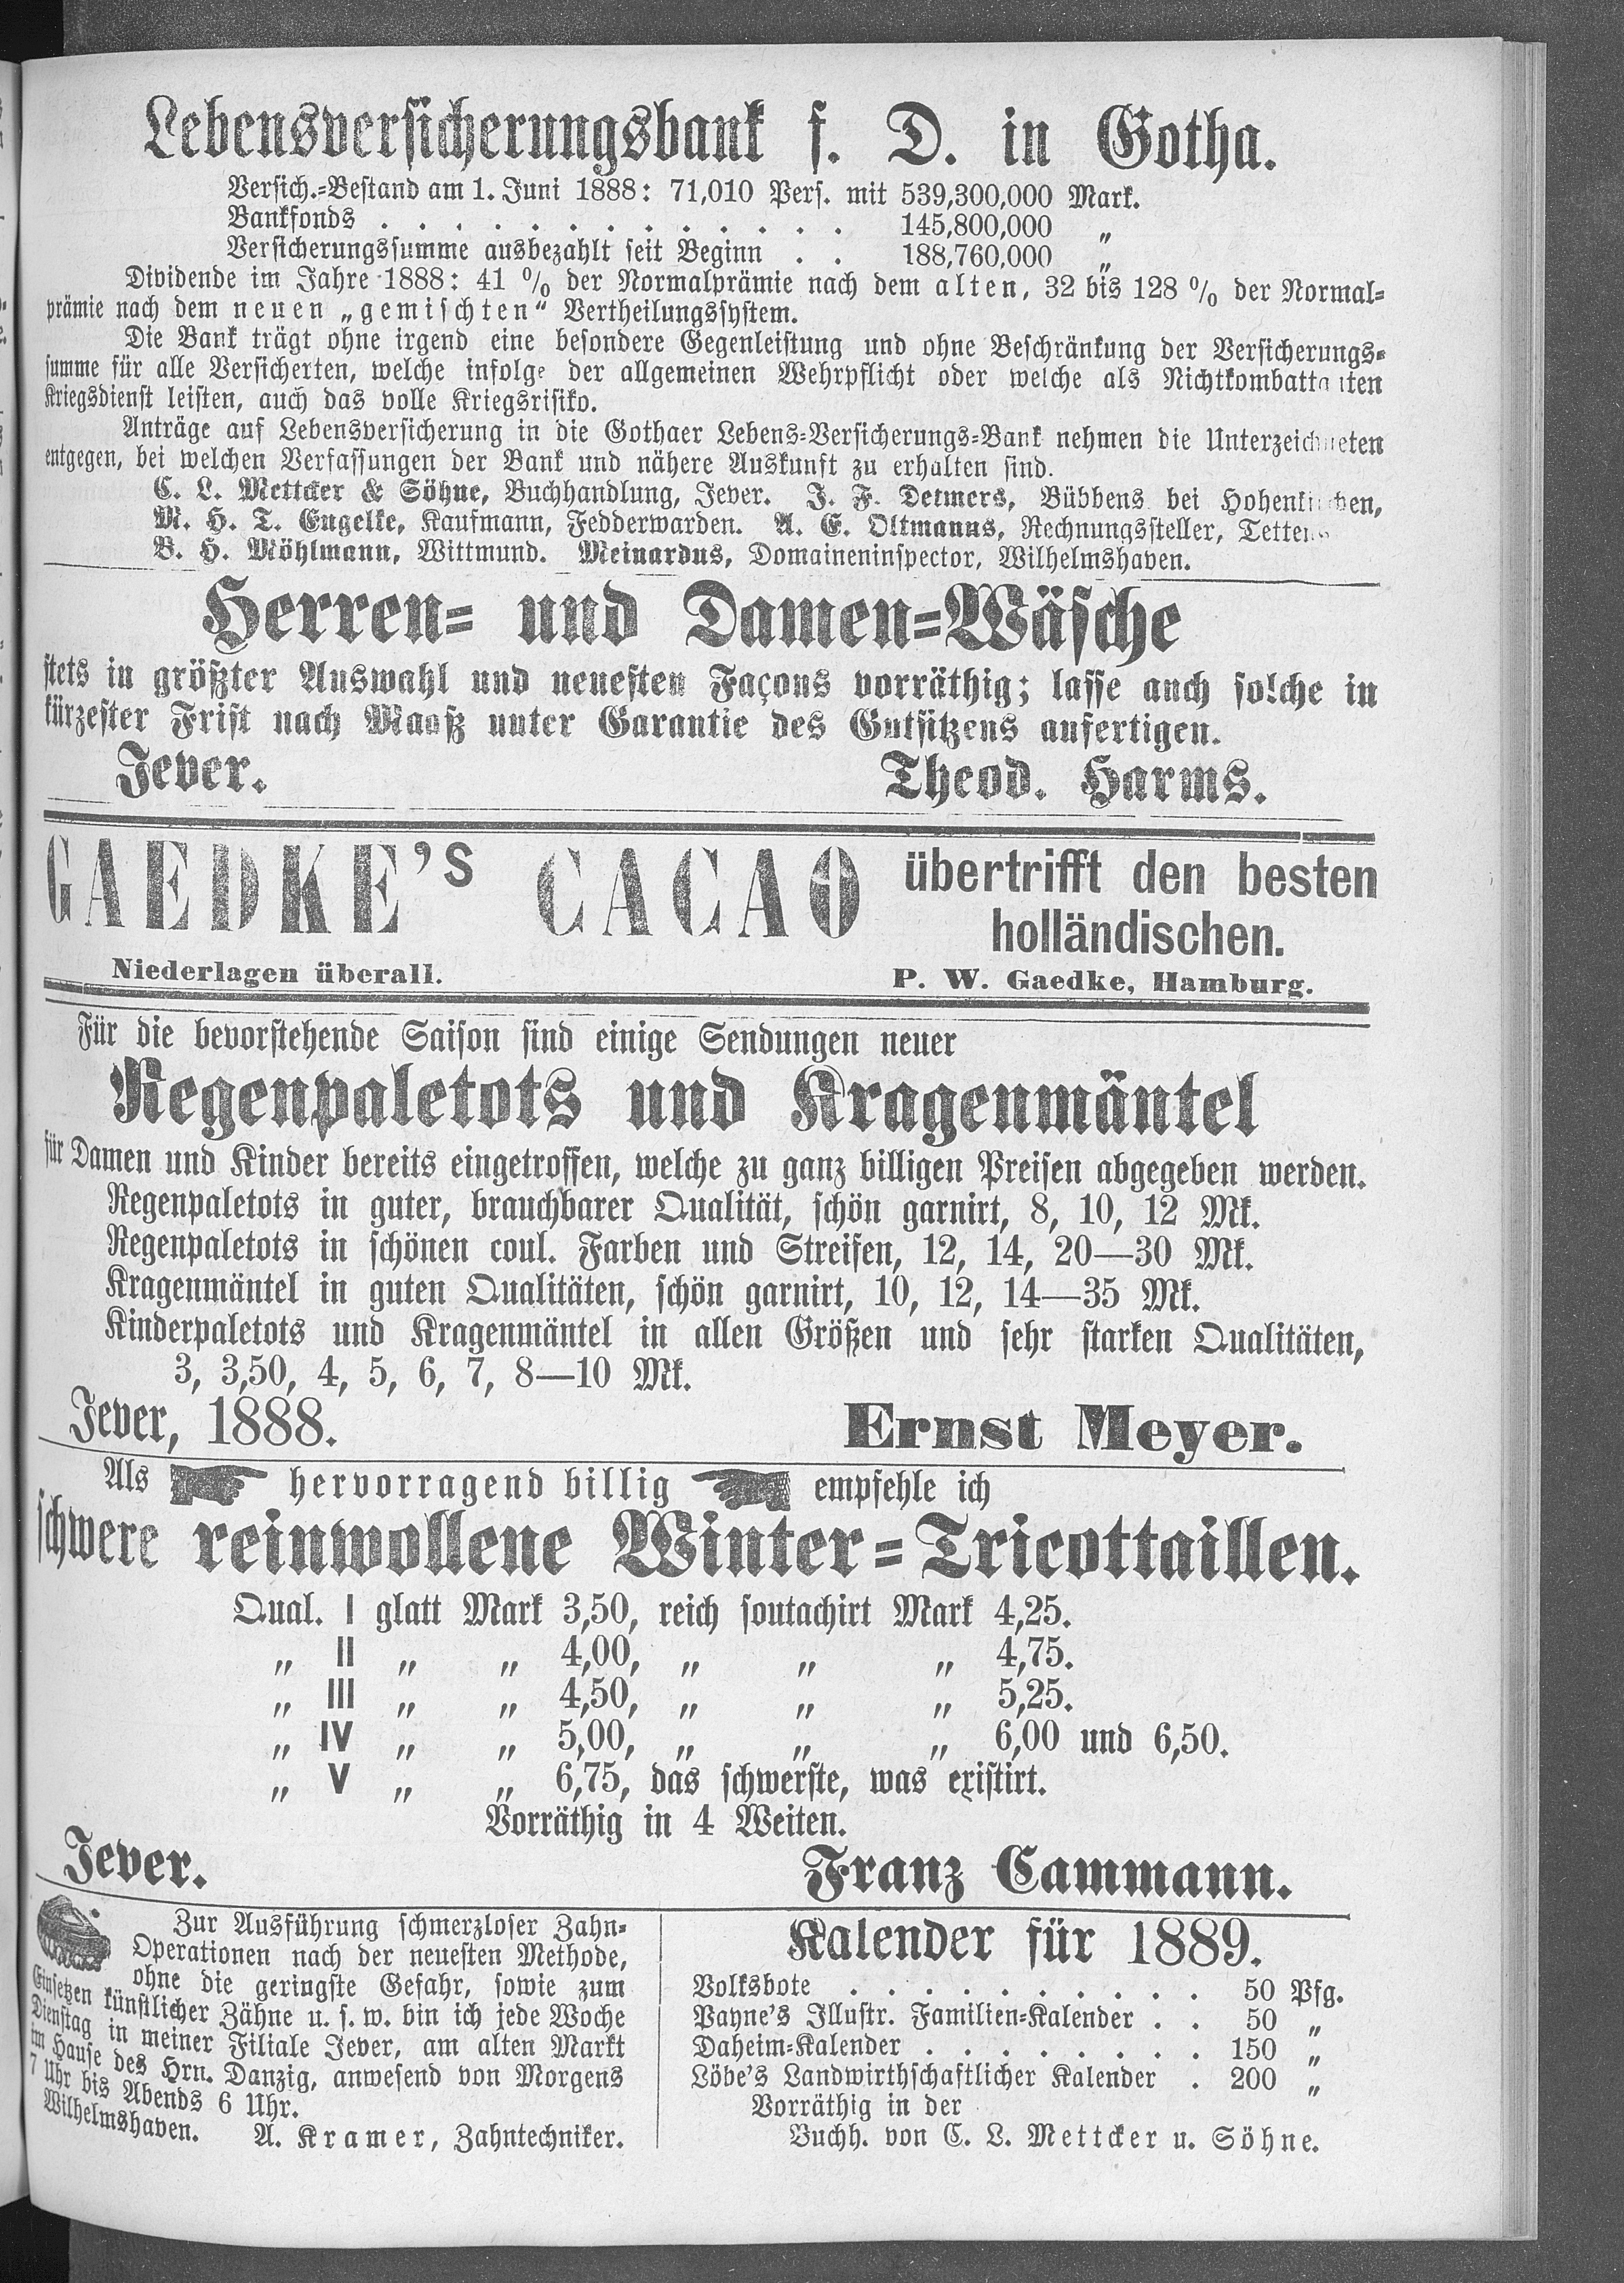 Lebensversicherungsbank f. D. in Gotha.
Versich.=Bestand am 1. Juni 1888: 71,010 Pers. mit 539,300,000 Mark.
Bankfonds . . . . . . . . . . . . . . 145,800,000 „
Versicherungssumme ausbezahlt seit Beginn . . 188,760,000 „
Dividende im Jahre 1888: 41 % der Normalprämie nach dem alten, 32 bis 128 % der Normal=
prämie nach dem neuen „gemischten“ Vertheilungssystem.
Die Bank trägt ohne irgend eine besondere Gegenleistung und ohne Beschränkung der Versicherungs=
summe für alle Versicherten, welche infolge der allgemeinen Wehrpflicht oder welche als Nichtkombattanten
Kriegsdienst leisten, auch das volle Kriegsrisiko.
Anträge auf Lebensversicherung in die Gothaer Lebens=Versicherungs=Bank nehmen die Unterzeichneten
entgegen, bei welchen Verfassungen der Bank und nähere Auskunft zu erhalten sind.
C. L. Mettcker & Söhne, Buchhandlung, Jever. J. F. Detmers, Bübbens bei Hohenkirchen,
M. H. T. Engelke, Kaufmann, Fedderwarden. A. E. Oltmanns, Rechnungssteller, Tettens
B. H. Möhlmann, Wittmund. Meinardus, Domaineninspector, Wilhelmshaven.
Herren= und Damen=Wäsche
stets in größter Auswahl und neuesten Façons vorräthig; lasse auch solche in
kürzester Frist nach Maaß unter Garantie des Gutsitzens anfertigen.
Jever. Theod. Harms.
GAEDKE's CACAO übertrifft den besten
holländischen.
Niederlagen überall. P. W. Gaedke, Hamburg.
Für die bevorstehende Saison sind einige Sendungen neuer
Regenpaletots und Kragenmäntel
für Damen und Kinder bereits eingetroffen, welche zu ganz billigen Preisen abgegeben werden.
Regenpaletots in guter, brauchbarer Qualität, schön garnirt, 8, 10, 12 Mk.
Regenpaletots in schönen coul. Farben und Streifen, 12, 14, 20—30 Mk.
Kragenmäntel in guten Qualitäten, schön garnirt, 10, 12, 14—35 Mk.
Kinderpaletots und Kragenmäntel in allen Größen und sehr starken Qualitäten,
3, 3,50, 4, 5, 6, 7, 8—10 Mk.
Jever, 1888. Ernst Meyer.
Als hervorragend billig empfehle ich
schwere reinwollene Winter=Tricottaillen.
Qual. I glatt Mark 3,50, reich soutachirt Mark 4,25.
„ II „ „ 4,00, „ „ „ 4,75.
„ III „ „ 4,50, „ „ „ 5,25.
„ IV „ „ 5,00, „ „ „ 6,00 und 6,50.
„ V „ „ 6,75, das schwerste, was existirt.
Vorräthig in 4 Weiten.
Jever. Franz Cammann.
Zur Ausführung schmerzloser Zahn=
Operationen nach der neuesten Methode,
ohne die geringste Gefahr, sowie zum
Einsetzen künstlicher Zähne u. s. w. bin ich jede Woche
Dienstag in meiner Filiale Jever, am alten Markt
im Hause des Hrn. Danzig, anwesend von Morgens
7 Uhr bis Abends 6 Uhr.
Wilhelmshaven. A. Kramer, Zahntechniker.
Kalender für 1889.
Volksbote . . . . . . . . . . . 50 Pfg.
Payne's Illustr. Familien=Kalender . . 50 „
Daheim=Kalender . . . . . . . . 150 „
Löbe's Landwirthschaftlicher Kalender . 200 „
Vorräthig in der
Buchh. von C. L. Mettcker u. Söhne.